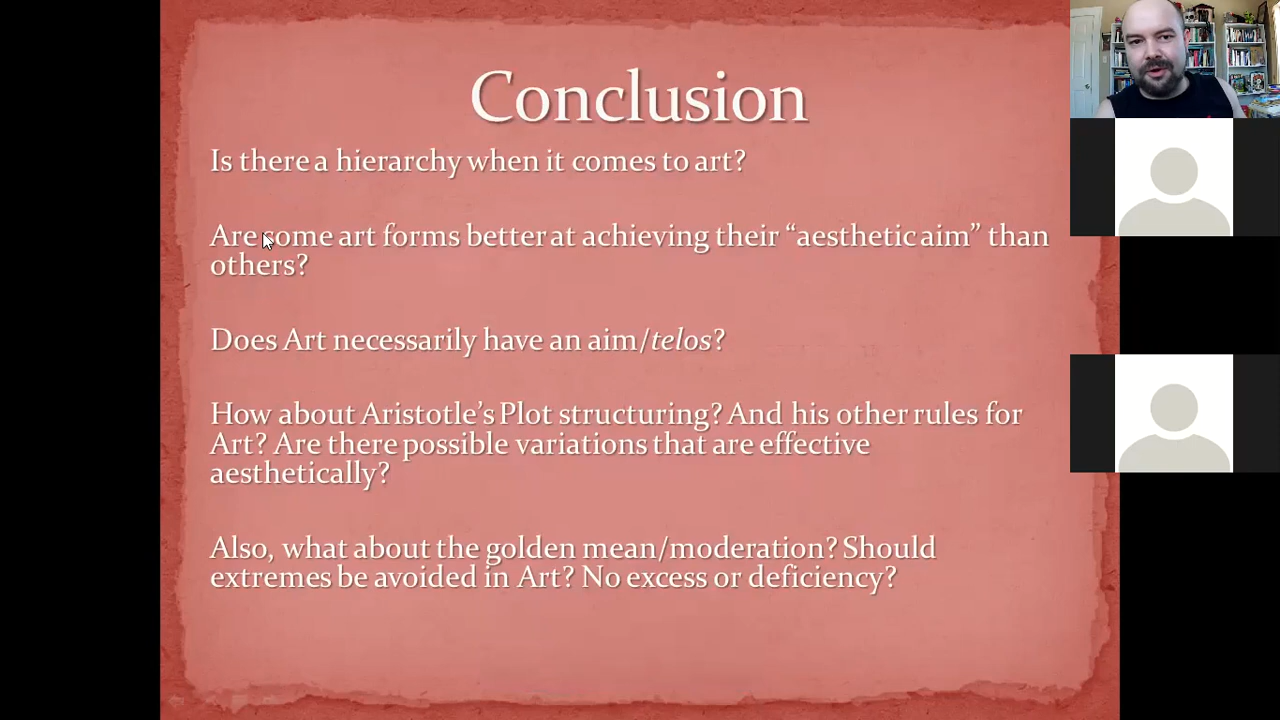 Conclusion
Is there a hierarchy when it comes to art?
Are some art forms better at achieving their “aesthetic aim” than
others?
Does Art necessarily have an aim/telos?
How about Aristotle’s Plot structuring? And his other rules for
Art? Are there possible variations that are effective
aesthetically?
Also, what about the golden mean/moderation? Should
extremes be avoided in Art? No excess or deficiency?